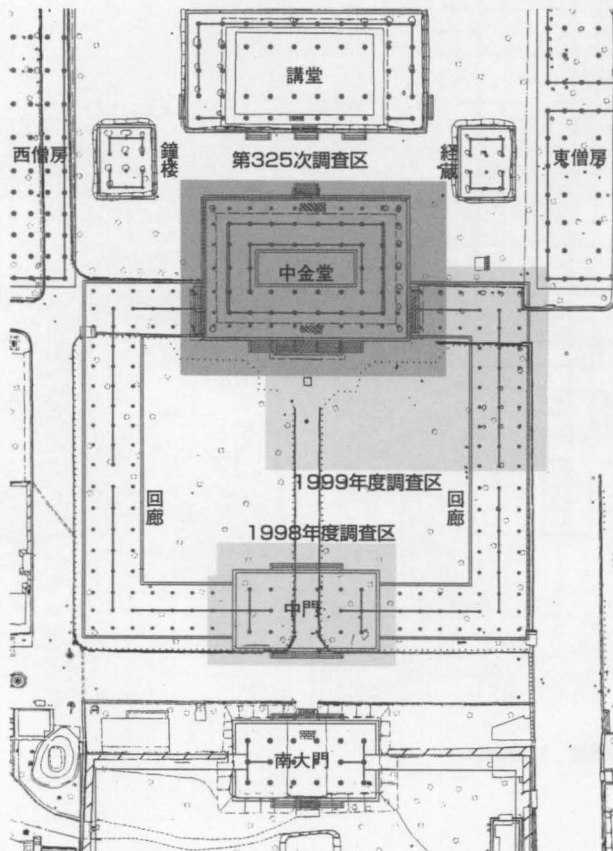 講堂
西僧房
鐘楼
第325次調査区
経蔵
東僧房
中金堂
1999年度調査区
回廊
回廊
1998年度調査区
中門
南大門